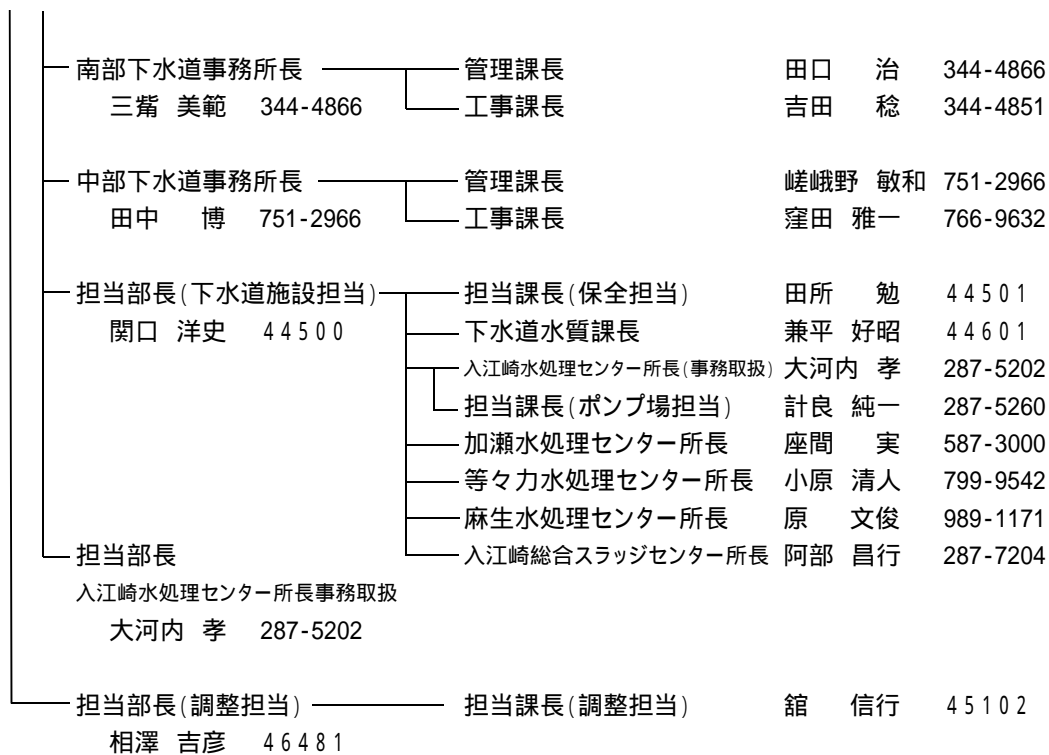 南部下水道事務所長 管理課長 田口 治 344-4866
三觜 美範 344-4866 工事課長 吉田 稔 344-4851
中部下水道事務所長 管理課長 嵯峨野 敏和 751-2966
田中 博 751-2966 工事課長 窪田 雅一 766-9632
担当部長(下水道施設担当) 担当課長(保全担当) 田所 勉 44501
関口 洋史 44500 下水道水質課長 兼平 好昭 44601
入江崎水処理センター所長(事務取扱) 大河内 孝 287-5202
担当課長(ポンプ場担当) 計良 純一 287-5260
加瀬水処理センター所長 座間 実 587-3000
等々力水処理センター所長 小原 清人 799-9542
麻生水処理センター所長 原 文俊 989-1171
担当部長 入江崎総合スラッジセンター所長 阿部 昌行 287-7204
入江崎水処理センター所長事務取扱
大河内 孝 287-5202
担当部長(調整担当) 担当課長(調整担当) 舘 信行 45102
相澤 吉彦 46481